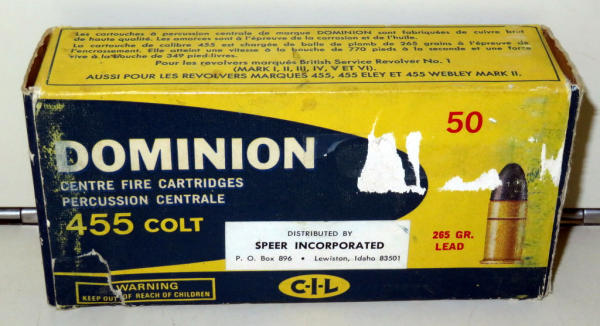 Les cartouches à percussion centrale de marque DOMINION sont fabriquées de cuivre brut
de haute qualité. Les amorces sont à l'épreuve de la corrosion et de l'huile.
La cartouche de calibre 455 est chargée de balle de plomb de 265 grains à l'épreuve de
l'encrassement. Elle atteint une vitesse à la bouche de 770 pieds à la seconde et une force
vive à la bouche de 349 pied-livres.
Pour les revolvers marqués British Service Revolver No. 1
(MARK I, II, III, IV, V ET VI).
AUSSI POUR LES REVOLVERS MARQUES 455, 455 ELEY ET 455 WEBLEY MARK II.
50
DOMINION
CENTRE FIRE CARTRIDGES
PERCUSSION CENTRALE
455 COLT
265 GR.
LEAD
DISTRIBUTED BY
SPEER INCORPORATED
P. O. Box 896 • Lewiston, Idaho 83501
WARNING
KEEP OUT OF REACH OF CHILDREN
C-I-L